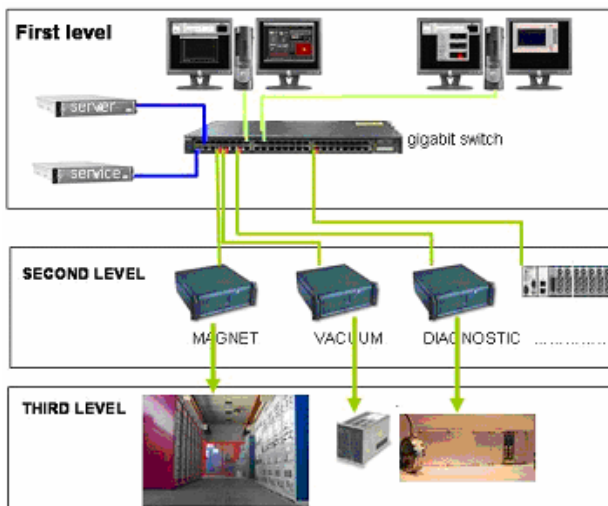 First level
server
service
gigabit switch
SECOND LEVEL
MAGNET
VACUUM
DIAGNOSTIC
..............
THIRD LEVEL